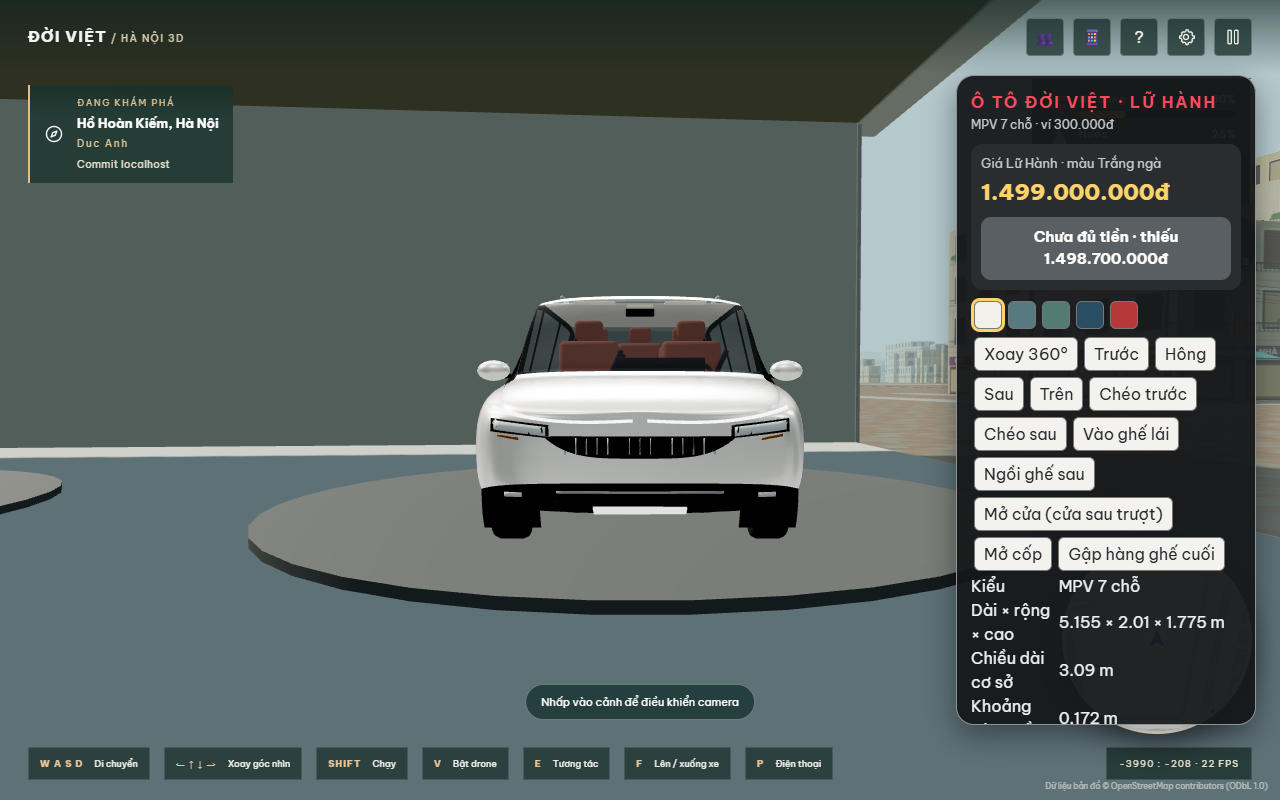 ĐỜI VIỆT / HÀ NỘI 3D
?
ĐANG KHÁM PHÁ
Hồ Hoàn Kiếm, Hà Nội
Duc Anh
Commit localhost
Ô TÔ ĐỜI VIỆT · LỮ HÀNH
MPV 7 chỗ · ví 300.000đ
Giá Lữ Hành · màu Trắng ngà
1.499.000.000đ
Chưa đủ tiền · thiếu
1.498.700.000đ
Xoay 360° Trước Hông
Sau Trên Chéo trước
Chéo sau Vào ghế lái
Ngồi ghế sau
Mở cửa (cửa sau trượt)
Mở cốp Gập hàng ghế cuối
Kiểu MPV 7 chỗ
Dài × rộng
× cao 5.155 × 2.01 × 1.775 m
Chiều dài
cơ sở 3.09 m
Khoảng
0.172 m
Nhấp vào cảnh để điều khiển camera
W A S D Di chuyển
←↑↓→ Xoay góc nhìn
SHIFT Chạy
V Bật drone
E Tương tác
F Lên / xuống xe
P Điện thoại
-3990 : -208 · 22 FPS
Dữ liệu bản đồ © OpenStreetMap contributors (ODbL 1.0)